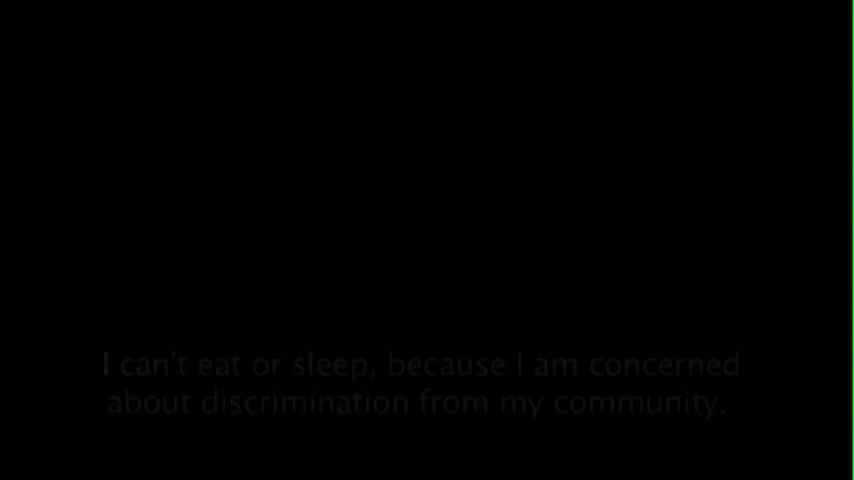 I can't eat or sleep, because I am concerned
about discrimination from my community.